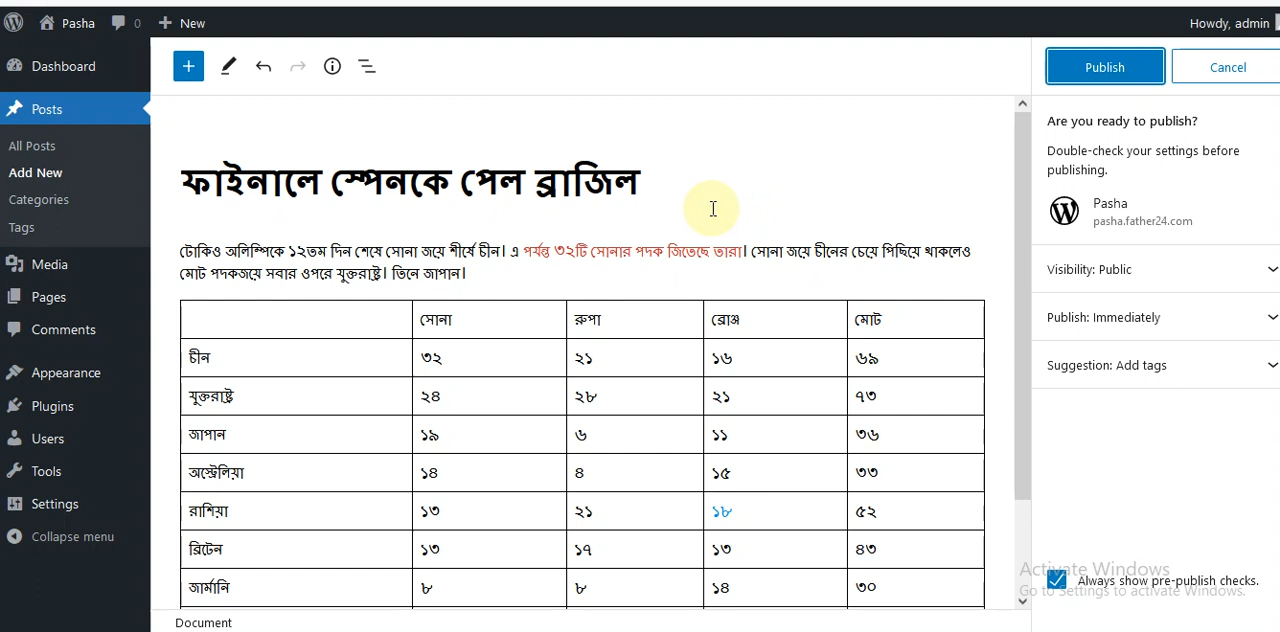 Pasha 0 New Howdy, admin
Dashboard
Posts
All Posts
Add New
Categories
Tags
Media
Pages
Comments
Appearance
Plugins
Users
Tools
Settings
Collapse menu
ফাইনালে স্পেনকে পেল ব্রাজিল
টোকিও অলিম্পিকে ১২তম দিন শেষে সোনা জয়ে শীর্ষে চীন। এ পর্যন্ত ৩২টি সোনার পদক জিতেছে তারা। সোনা জয়ে চীনের চেয়ে পিছিয়ে থাকলেও
মোট পদকজয়ে সবার ওপরে যুক্তরাষ্ট্র। তিনে জাপান।
সোনা রুপা ব্রোঞ্জ মোট
চীন ৩২ ২১ ১৬ ৬৯
যুক্তরাষ্ট্র ২৪ ২৮ ২১ ৭৩
জাপান ১৯ ৬ ১১ ৩৬
অস্ট্রেলিয়া ১৪ ৪ ১৫ ৩৩
রাশিয়া ১৩ ২১ ১৮ ৫২
ব্রিটেন ১৩ ১৭ ১৩ ৪৩
জার্মানি ৮ ৮ ১৪ ৩০
Document
Publish Cancel
Are you ready to publish?
Double-check your settings before
publishing.
Pasha
pasha.father24.com
Visibility: Public
Publish: Immediately
Suggestion: Add tags
Activate Windows
Always show pre-publish checks.
Go to Settings to activate Windows.